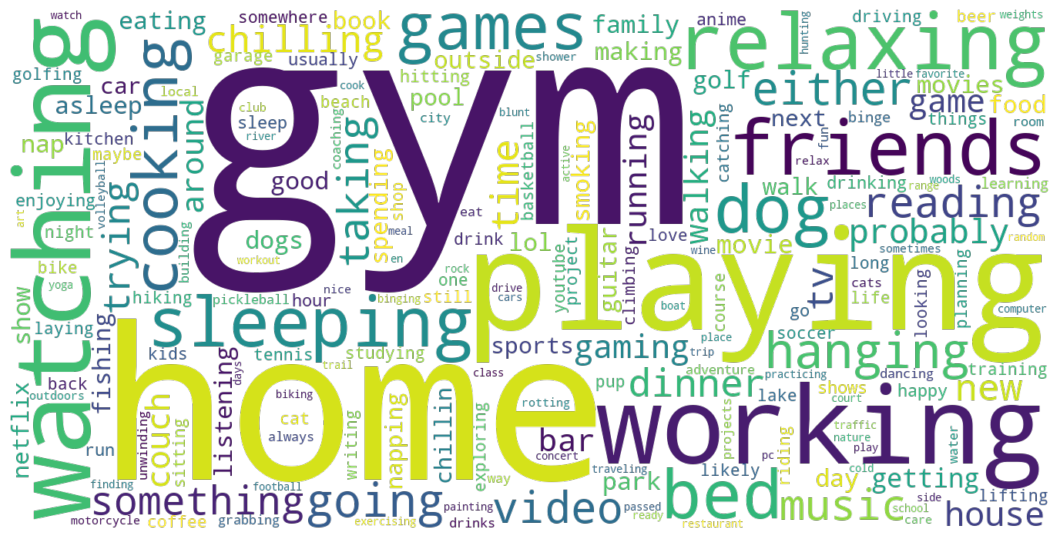 watching
eating
cooking
somewhere
chilling
garage
usually
book
games
outside
family
making
anime
driving
beer
weights
watch
relaxing
hunting
golfing
car
asleep
local
around
gym
cook
club
sleep
river
beach
hitting
pool
city
shower
golf
either
little
favorite
movies
game
food
next
binge
things
room
kitchen
nap
maybe
trying
volleyball
good
coaching
taking
spending
shop
meal
eat
time
blunt
basketball
active
smoking
running
walking
catching
friends
fun
relax
woods
enjoying
night
art
building
dogs
workout
en
drink
lol
love
wine
dog
walk
drinking
places
range
learning
reading
probably
sometimes
random
show
bike
yoga
hiking
pickleball
nice
rock
one
hour
binging
still
drive
cars
playing
youtube
project
guitar
climbing
boat
movie
course
place
trip
tv
long
cats
life
go
looking
planning
computer
laying
sleeping
home
tennis
studying
trail
sports
gaming
class
adventure
soccer
practicing
hanging
training
netflix
back
outdoors
fishing
kids
couch
sitting
unwinding
listening
days
biking
cat
always
writing
napping
chillin
exploring
way
rotting
bar
concert
pup
dinner
lake
shows
dancing
court
happy
new
run
finding
working
projects
traveling
likely
park
pc
riding
traffic
nature
play
day
cold
water
getting
lifting
something
going
football
video
passed
ready
bed
music
school
side
care
house
motorcycle
coffee
grabbing
exercising
painting
drinks
restaurant